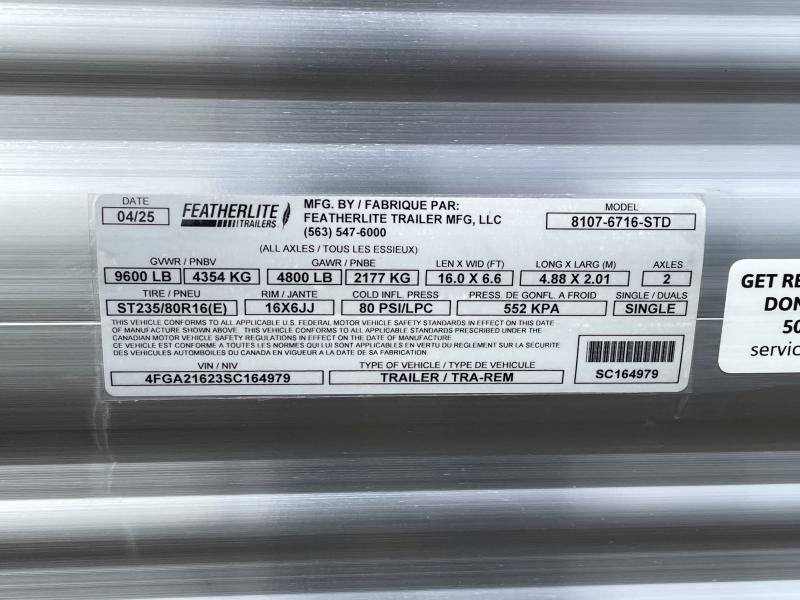 DATE
04/25
FEATHERLITE
TRAILERS
MFG. BY / FABRIQUE PAR:
FEATHERLITE TRAILER MFG, LLC
(563) 547-6000
MODEL
8107-6716-STD
(ALL AXLES / TOUS LES ESSIEUX)
GVWR / PNBV GAWR / PNBE LEN X WID (FT) LONG X LARG (M) AXLES
9600 LB 4354 KG 4800 LB 2177 KG 16.0 X 6.6 4.88 X 2.01 2
TIRE / PNEU RIM / JANTE COLD INFL. PRESS PRESS. DE GONFL. A FROID SINGLE / DUALS
ST235/80R16(E) 16X6JJ 80 PSI/LPC 552 KPA SINGLE
THIS VEHICLE CONFORMS TO ALL APPLICABLE U.S. FEDERAL MOTOR VEHICLE SAFETY STANDARDS IN EFFECT ON THIS DATE
OF MANUFACTURE SHOWN ABOVE. THIS VEHICLE CONFORMS TO ALL APPLICABLE STANDARDS PRESCRIBED UNDER THE
CANADIAN MOTOR VEHICLE SAFETY REGULATIONS IN EFFECT ON THE DATE OF MANUFACTURE.
CE VEHICULE EST CONFORME A TOUTES LES NORMES QUI LUI SONT APPLICABLES EN VERTU DU REGLEMENT SUR LA SECURITE
DES VEHICULES AUTOMOBILES DU CANADA EN VIGUEUR A LA DATE DE SA FABRICATION.
VIN / NIV TYPE OF VEHICLE / TYPE DE VEHICULE
4FGA21623SC164979 TRAILER / TRA-REM SC164979
GET RE
DON
50
servic